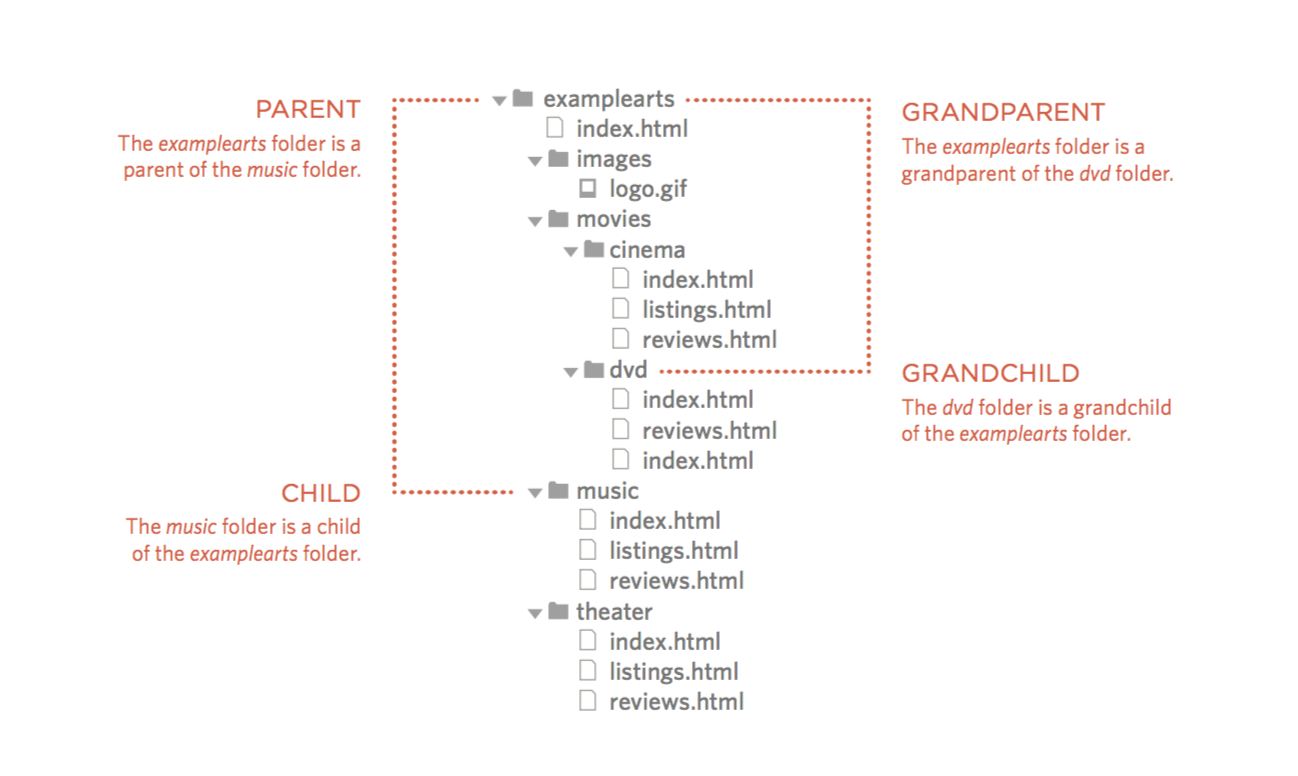 PARENT
The examplearts folder is a
parent of the music folder.
examplearts
index.html
images
logo.gif
movies
cinema
index.html
listings.html
reviews.html
dvd
index.html
reviews.html
index.html
music
index.html
listings.html
reviews.html
theater
index.html
listings.html
reviews.html
GRANDPARENT
The examplearts folder is a
grandparent of the dvd folder.
GRANDCHILD
The dvd folder is a grandchild
of the examplearts folder.
CHILD
The music folder is a child
of the examplearts folder.